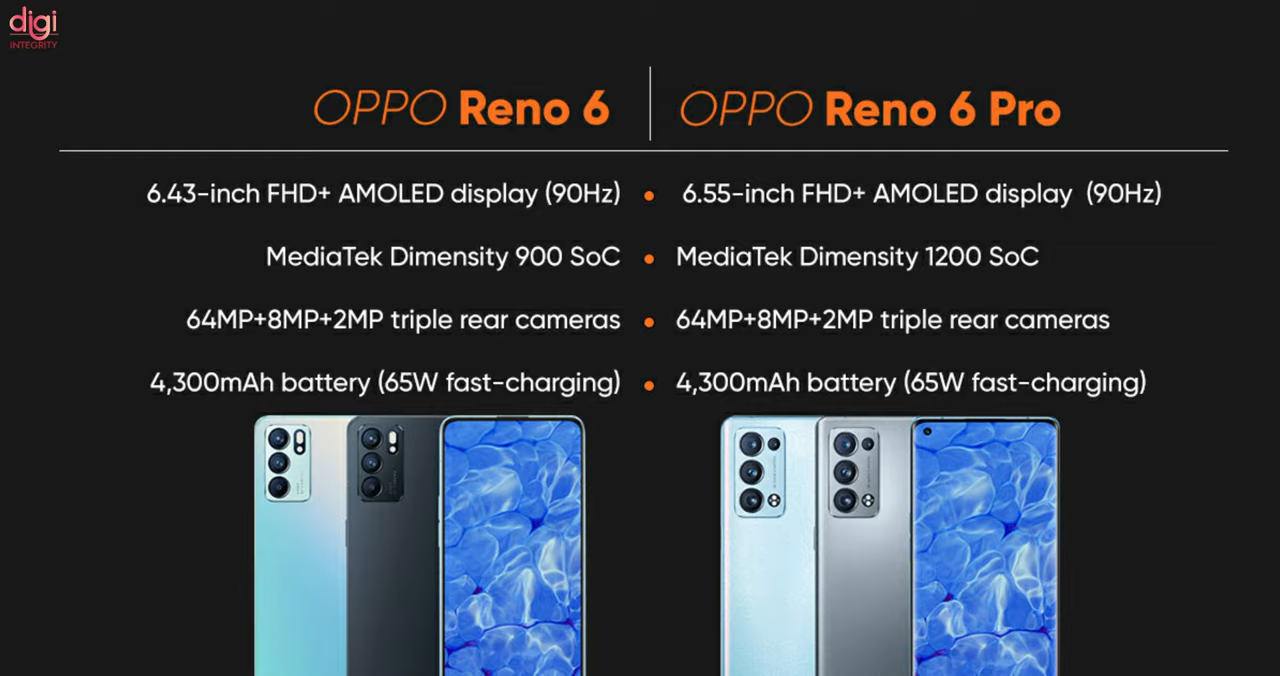 digi
INTEGRITY
OPPO Reno 6
OPPO Reno 6 Pro
6.43-inch FHD+ AMOLED display (90Hz) • 6.55-inch FHD+ AMOLED display (90Hz)
MediaTek Dimensity 900 SoC • MediaTek Dimensity 1200 SoC
64MP+8MP+2MP triple rear cameras • 64MP+8MP+2MP triple rear cameras
4,300mAh battery (65W fast-charging) • 4,300mAh battery (65W fast-charging)